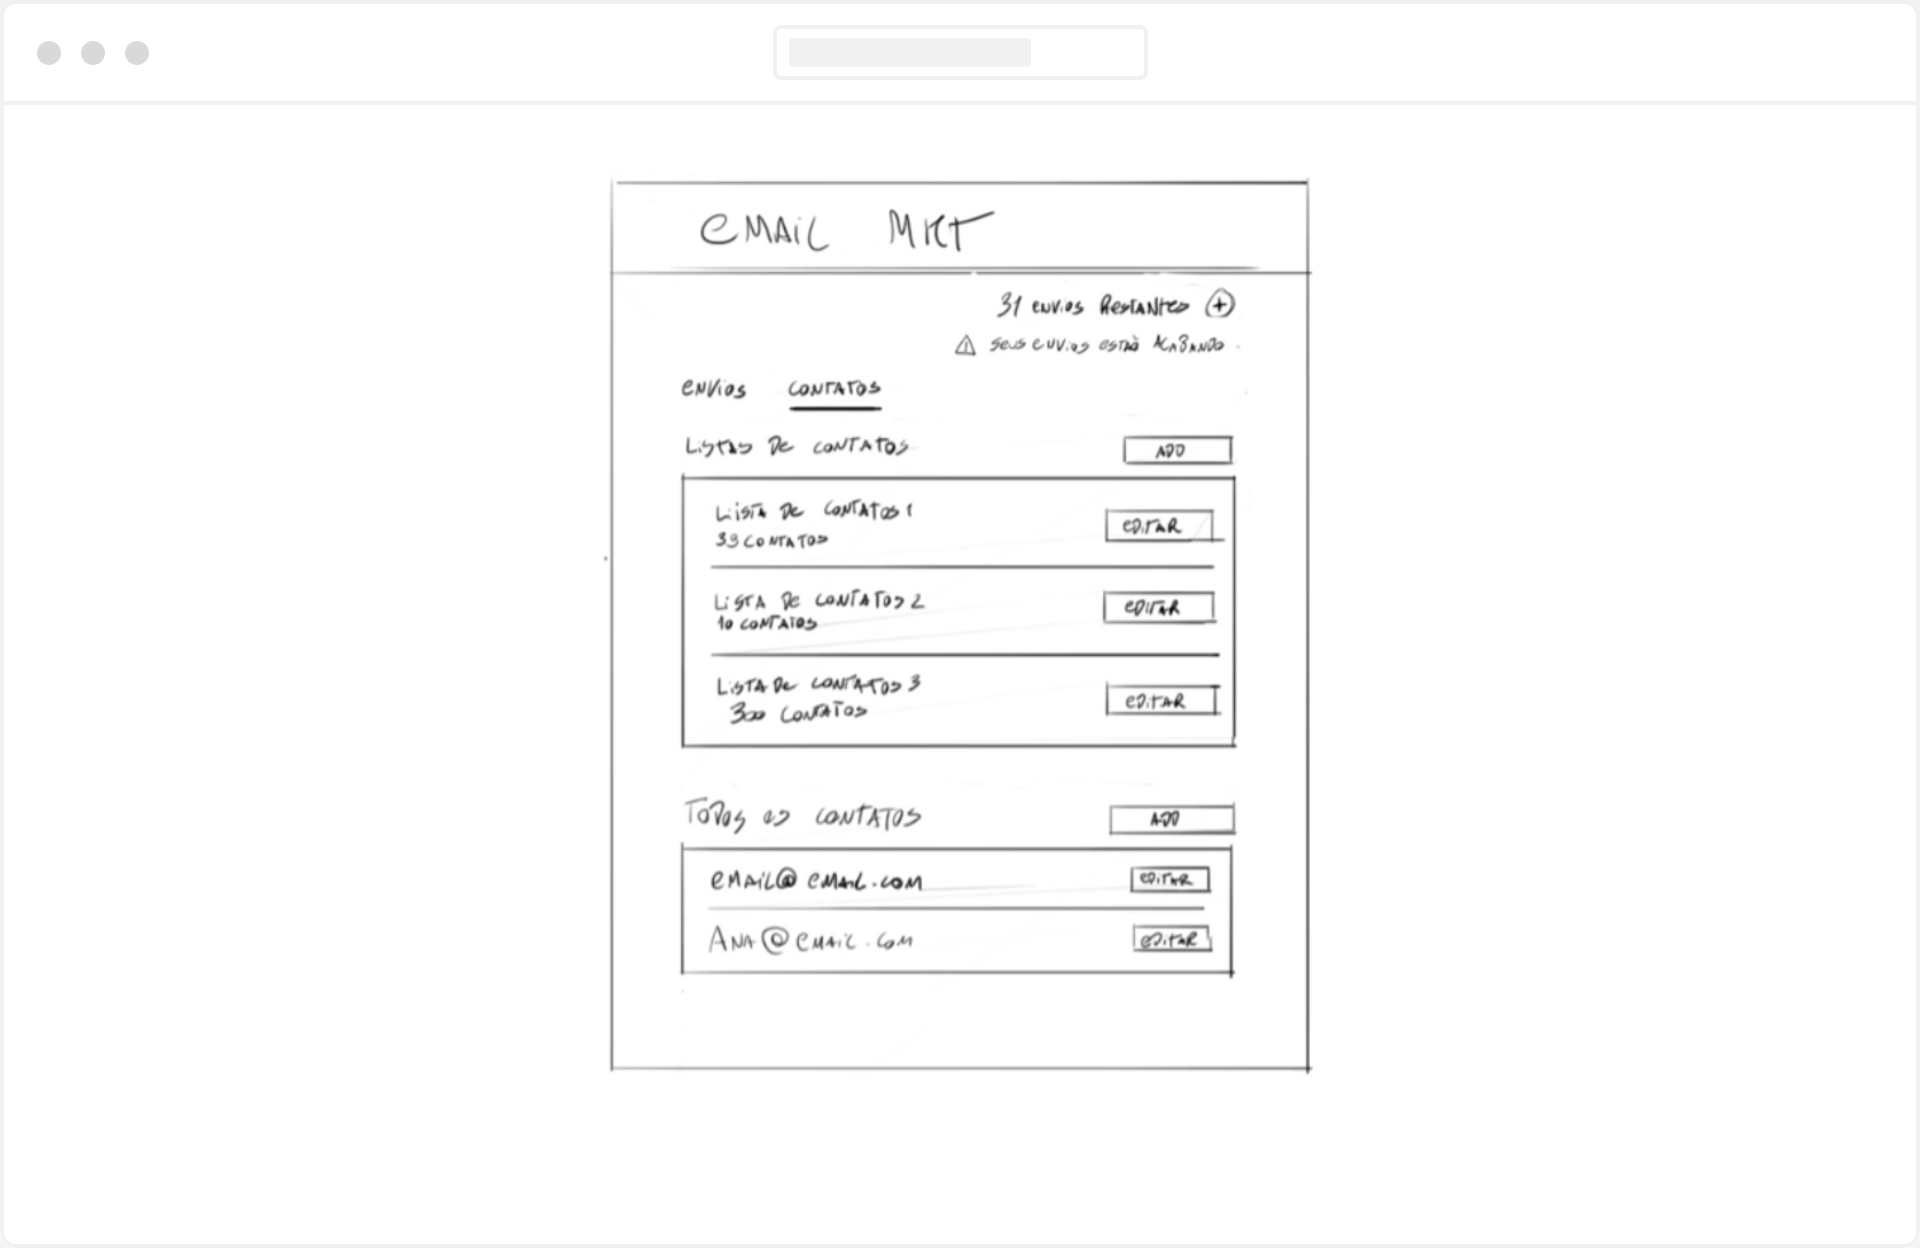 EMAIL MKT
31 ENVIOS RESTANTES +
SEUS ENVIOS ESTÃO ACABANDO.
ENVIOS CONTATOS
LISTAS DE CONTATOS ADD
LISTA DE CONTATOS 1
33 CONTATOS
EDITAR
LISTA DE CONTATOS 2
10 CONTATOS
EDITAR
LISTA DE CONTATOS 3
300 CONTATOS
EDITAR
TODOS OS CONTATOS ADD
EMAIL@EMAIL.COM EDITAR
ANA@EMAIL.COM EDITAR